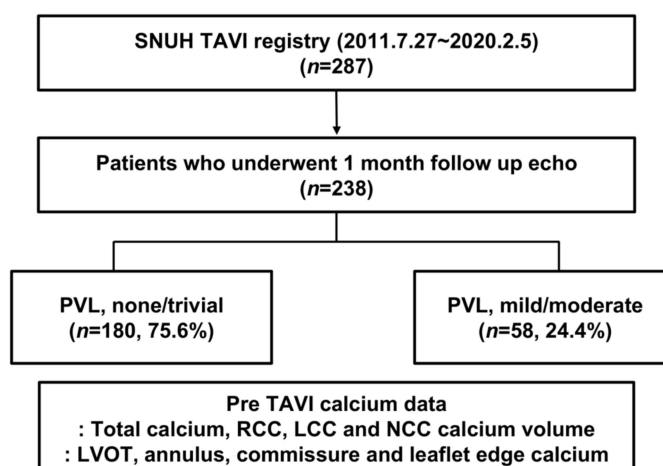 SNUH TAVI registry (2011.7.27~2020.2.5)
(n=287)
Patients who underwent 1 month follow up echo
(n=238)
PVL, none/trivial
(n=180, 75.6%)
PVL, mild/moderate
(n=58, 24.4%)
Pre TAVI calcium data
: Total calcium, RCC, LCC and NCC calcium volume
: LVOT, annulus, commissure and leaflet edge calcium